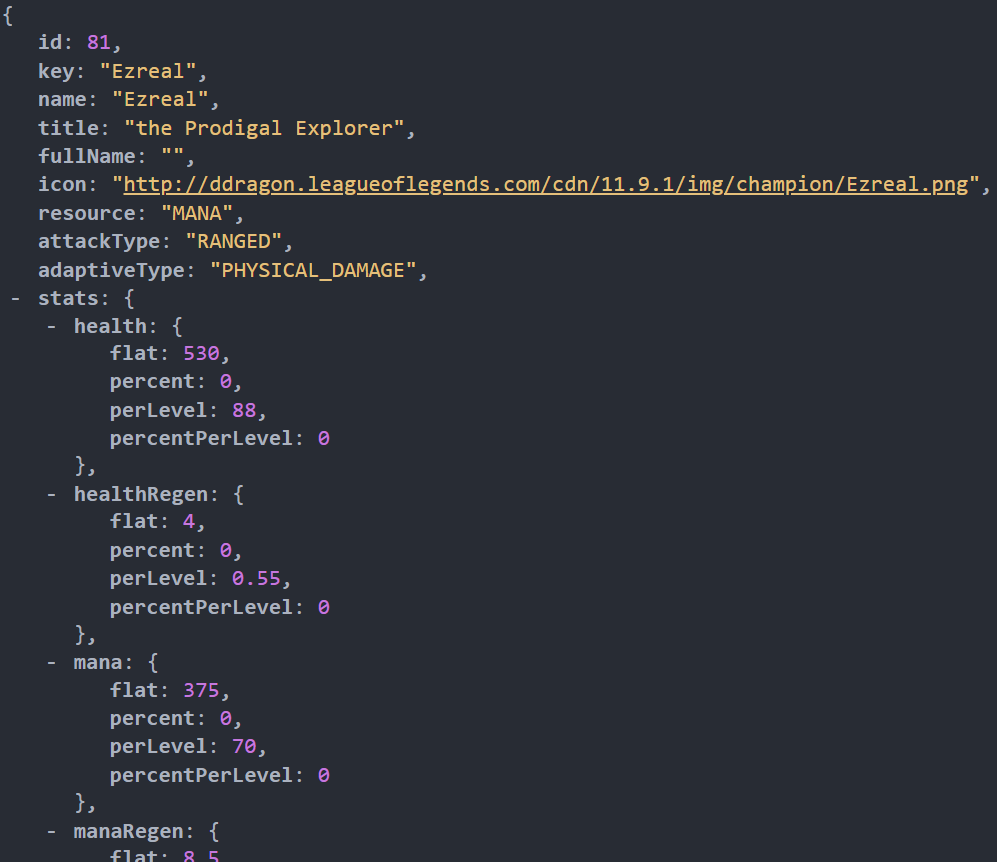 {
id: 81,
key: "Ezreal",
name: "Ezreal",
title: "the Prodigal Explorer",
fullName: "",
icon: "http://ddragon.leagueoflegends.com/cdn/11.9.1/img/champion/Ezreal.png",
resource: "MANA",
attackType: "RANGED",
adaptiveType: "PHYSICAL_DAMAGE",
- stats: {
- health: {
flat: 530,
percent: 0,
perLevel: 88,
percentPerLevel: 0
},
- healthRegen: {
flat: 4,
percent: 0,
perLevel: 0.55,
percentPerLevel: 0
},
- mana: {
flat: 375,
percent: 0,
perLevel: 70,
percentPerLevel: 0
},
- manaRegen: {
flat: 8.5